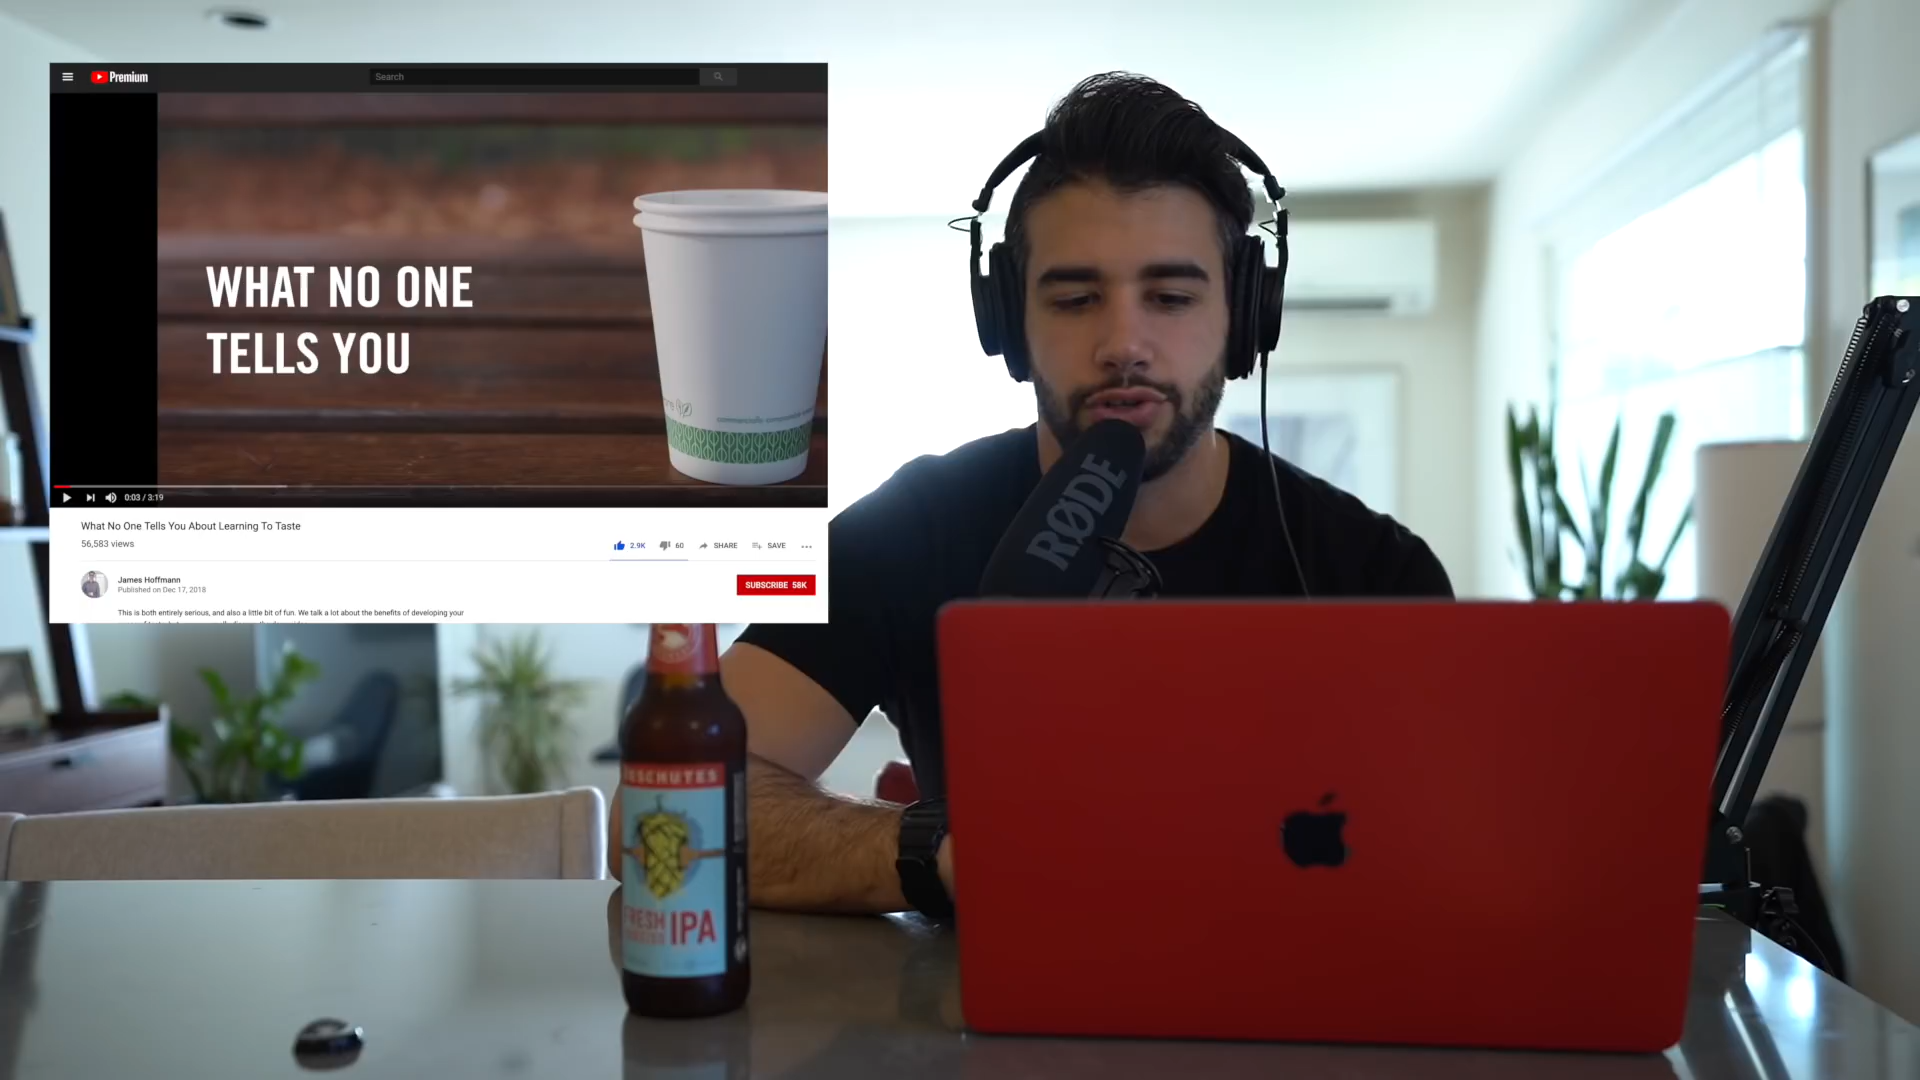 Premium
Search
WHAT NO ONE
TELLS YOU
0:03 / 3:19
What No One Tells You About Learning To Taste
56,583 views
2.9K
60
SHARE
SAVE
James Hoffmann
Published on Dec 17, 2018
SUBSCRIBE 58K
This is both entirely serious, and also a little bit of fun. We talk a lot about the benefits of developing your
RØDE
DESCHUTES
FRESH
IPA